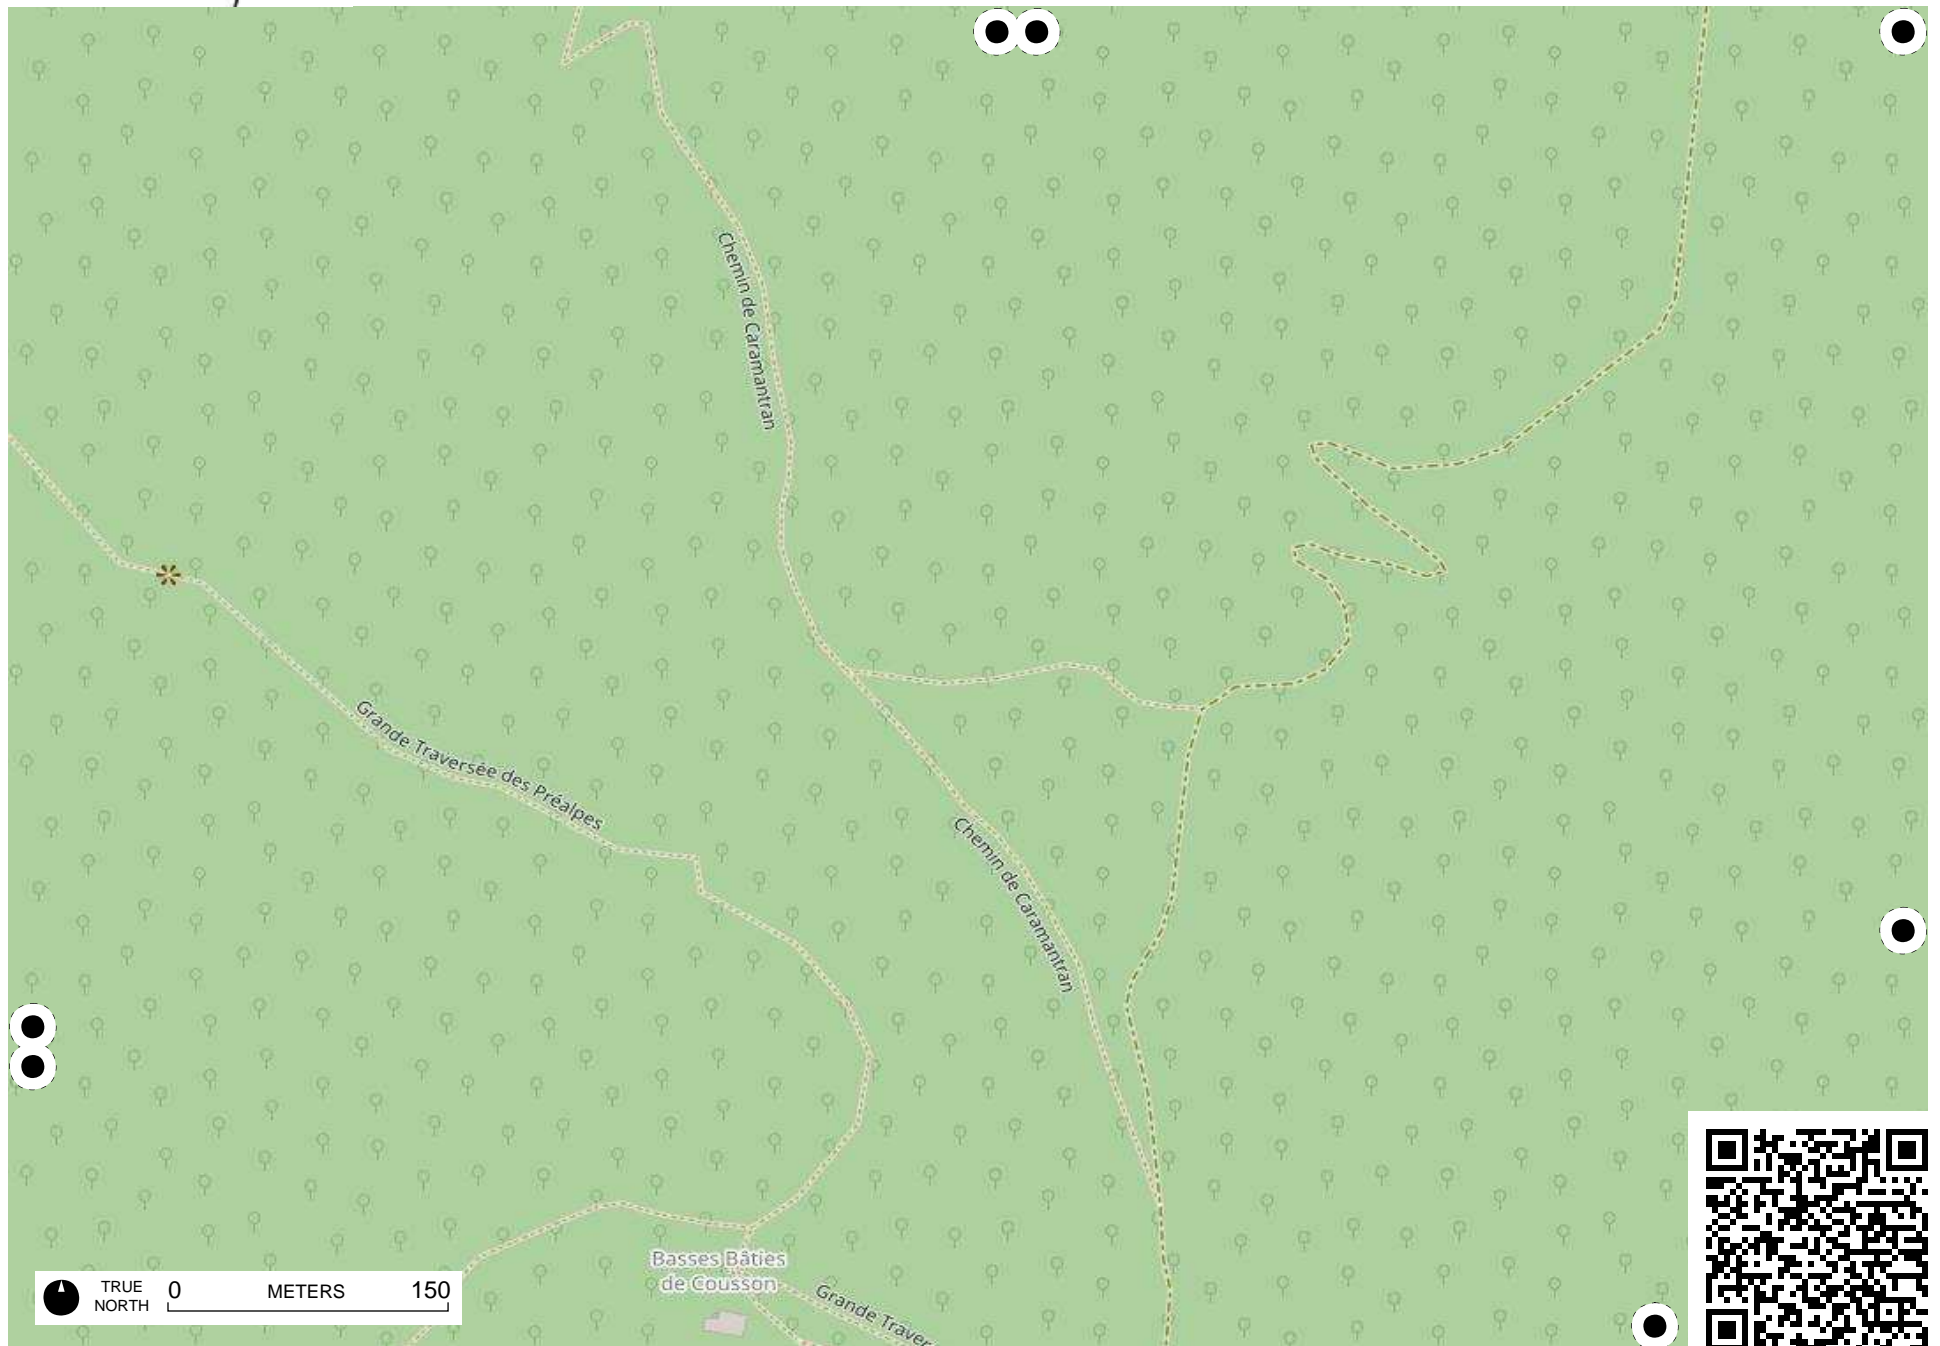 Chemin de Caramantran
Grande Traversée des Préalpes
Chemin de Caramantran
Basses Bâties
de Cousson
Grande Traver
TRUE
NORTH
0 METERS 150